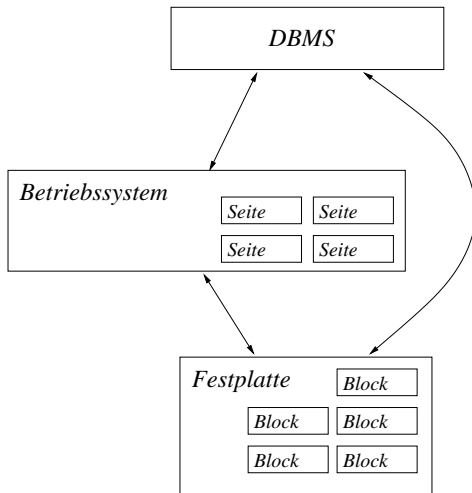 DBMS
Betriebssystem
Seite Seite
Seite Seite
Festplatte
Block
Block Block
Block Block